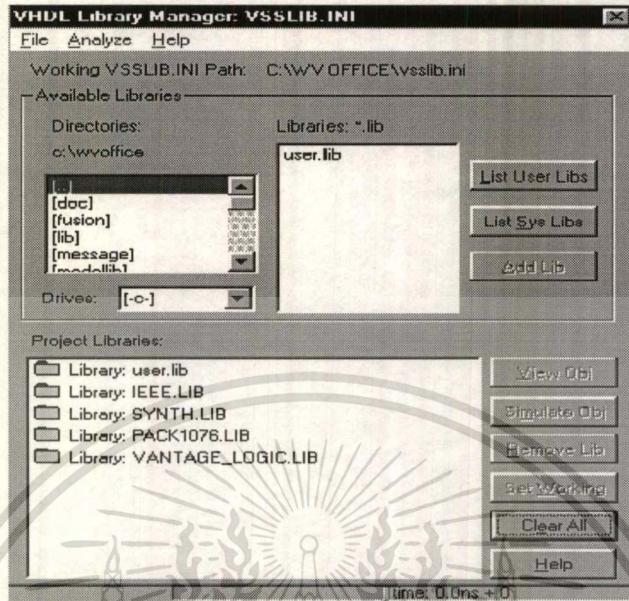 VHDL Library Manager: VSSLIB.INI
File Analyze Help
Working VSSLIB.INI Path: C:\WVOFFICE\vsslib.ini
Available Libraries
Directories:
c:\wvoffice
[..]
[doc]
[fusion]
[lib]
[message]
[modellib]
Drives: [-c-]
Libraries: *.lib
user.lib
List User Libs
List Sys Libs
Add Lib
Project Libraries:
Library: user.lib
Library: IEEE.LIB
Library: SYNTH.LIB
Library: PACK1076.LIB
Library: VANTAGE_LOGIC.LIB
View Obj
Simulate Obj
Remove Lib
Set Working
Clear All
Help
time: 0.0ns + 0